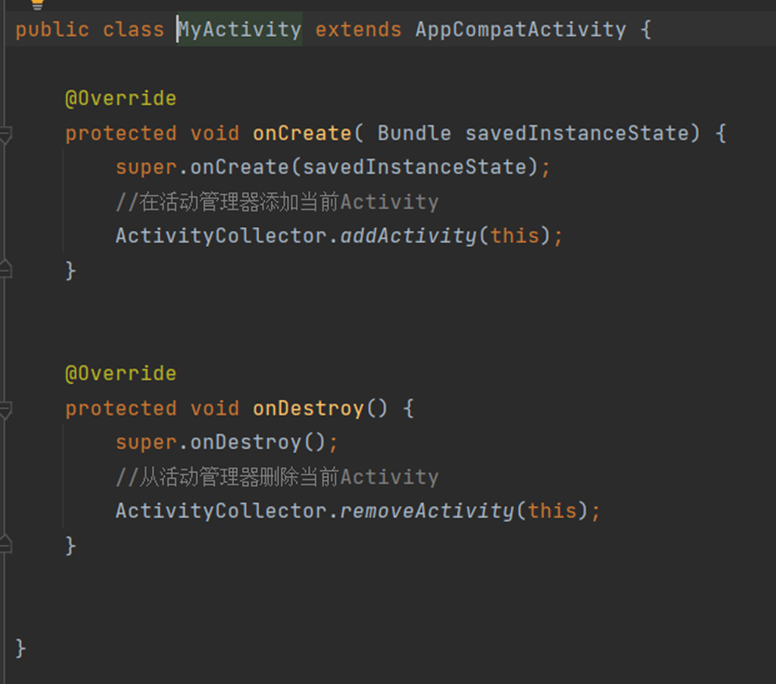 public class MyActivity extends AppCompatActivity {
@Override
protected void onCreate( Bundle savedInstanceState) {
super.onCreate(savedInstanceState);
//在活动管理器添加当前Activity
ActivityCollector.addActivity(this);
}
@Override
protected void onDestroy() {
super.onDestroy();
//从活动管理器删除当前Activity
ActivityCollector.removeActivity(this);
}
}